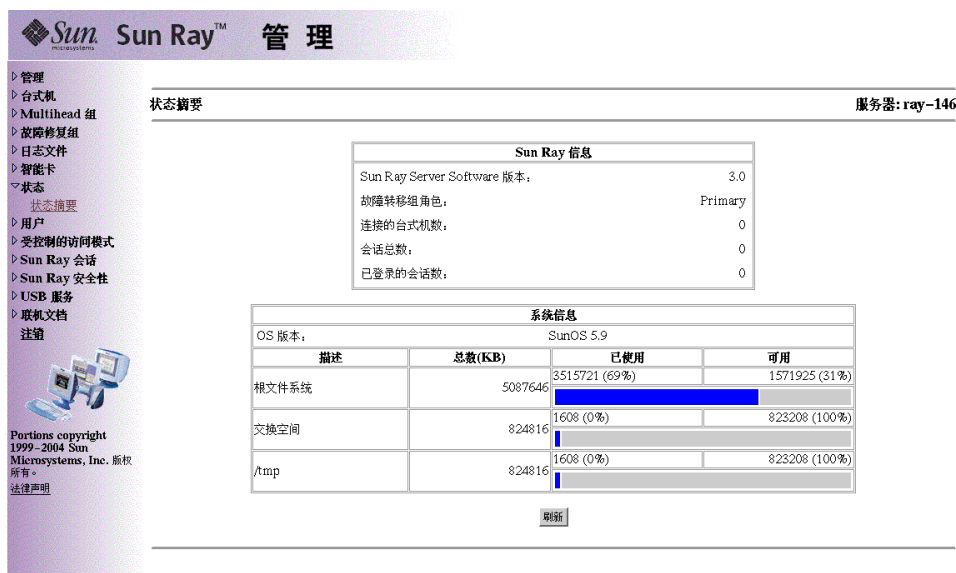 Sun microsystems Sun Ray™ 管 理
管理
台式机
Multihead 组
故障修复组
日志文件
智能卡
状态
状态摘要
用户
受控制的访问模式
Sun Ray 会话
Sun Ray 安全性
USB 服务
联机文档
注销
Portions copyright
1999–2004 Sun
Microsystems, Inc. 版权
所有。
法律声明
状态摘要 服务器: ray–146
Sun Ray 信息
Sun Ray Server Software 版本: 3.0
故障转移组角色: Primary
连接的台式机数: 0
会话总数: 0
已登录的会话数: 0
系统信息
OS 版本: SunOS 5.9
描述 总数(KB) 已使用 可用
根文件系统 5087646 3515721 (69%) 1571925 (31%)
交换空间 824816 1608 (0%) 823208 (100%)
/tmp 824816 1608 (0%) 823208 (100%)
刷新